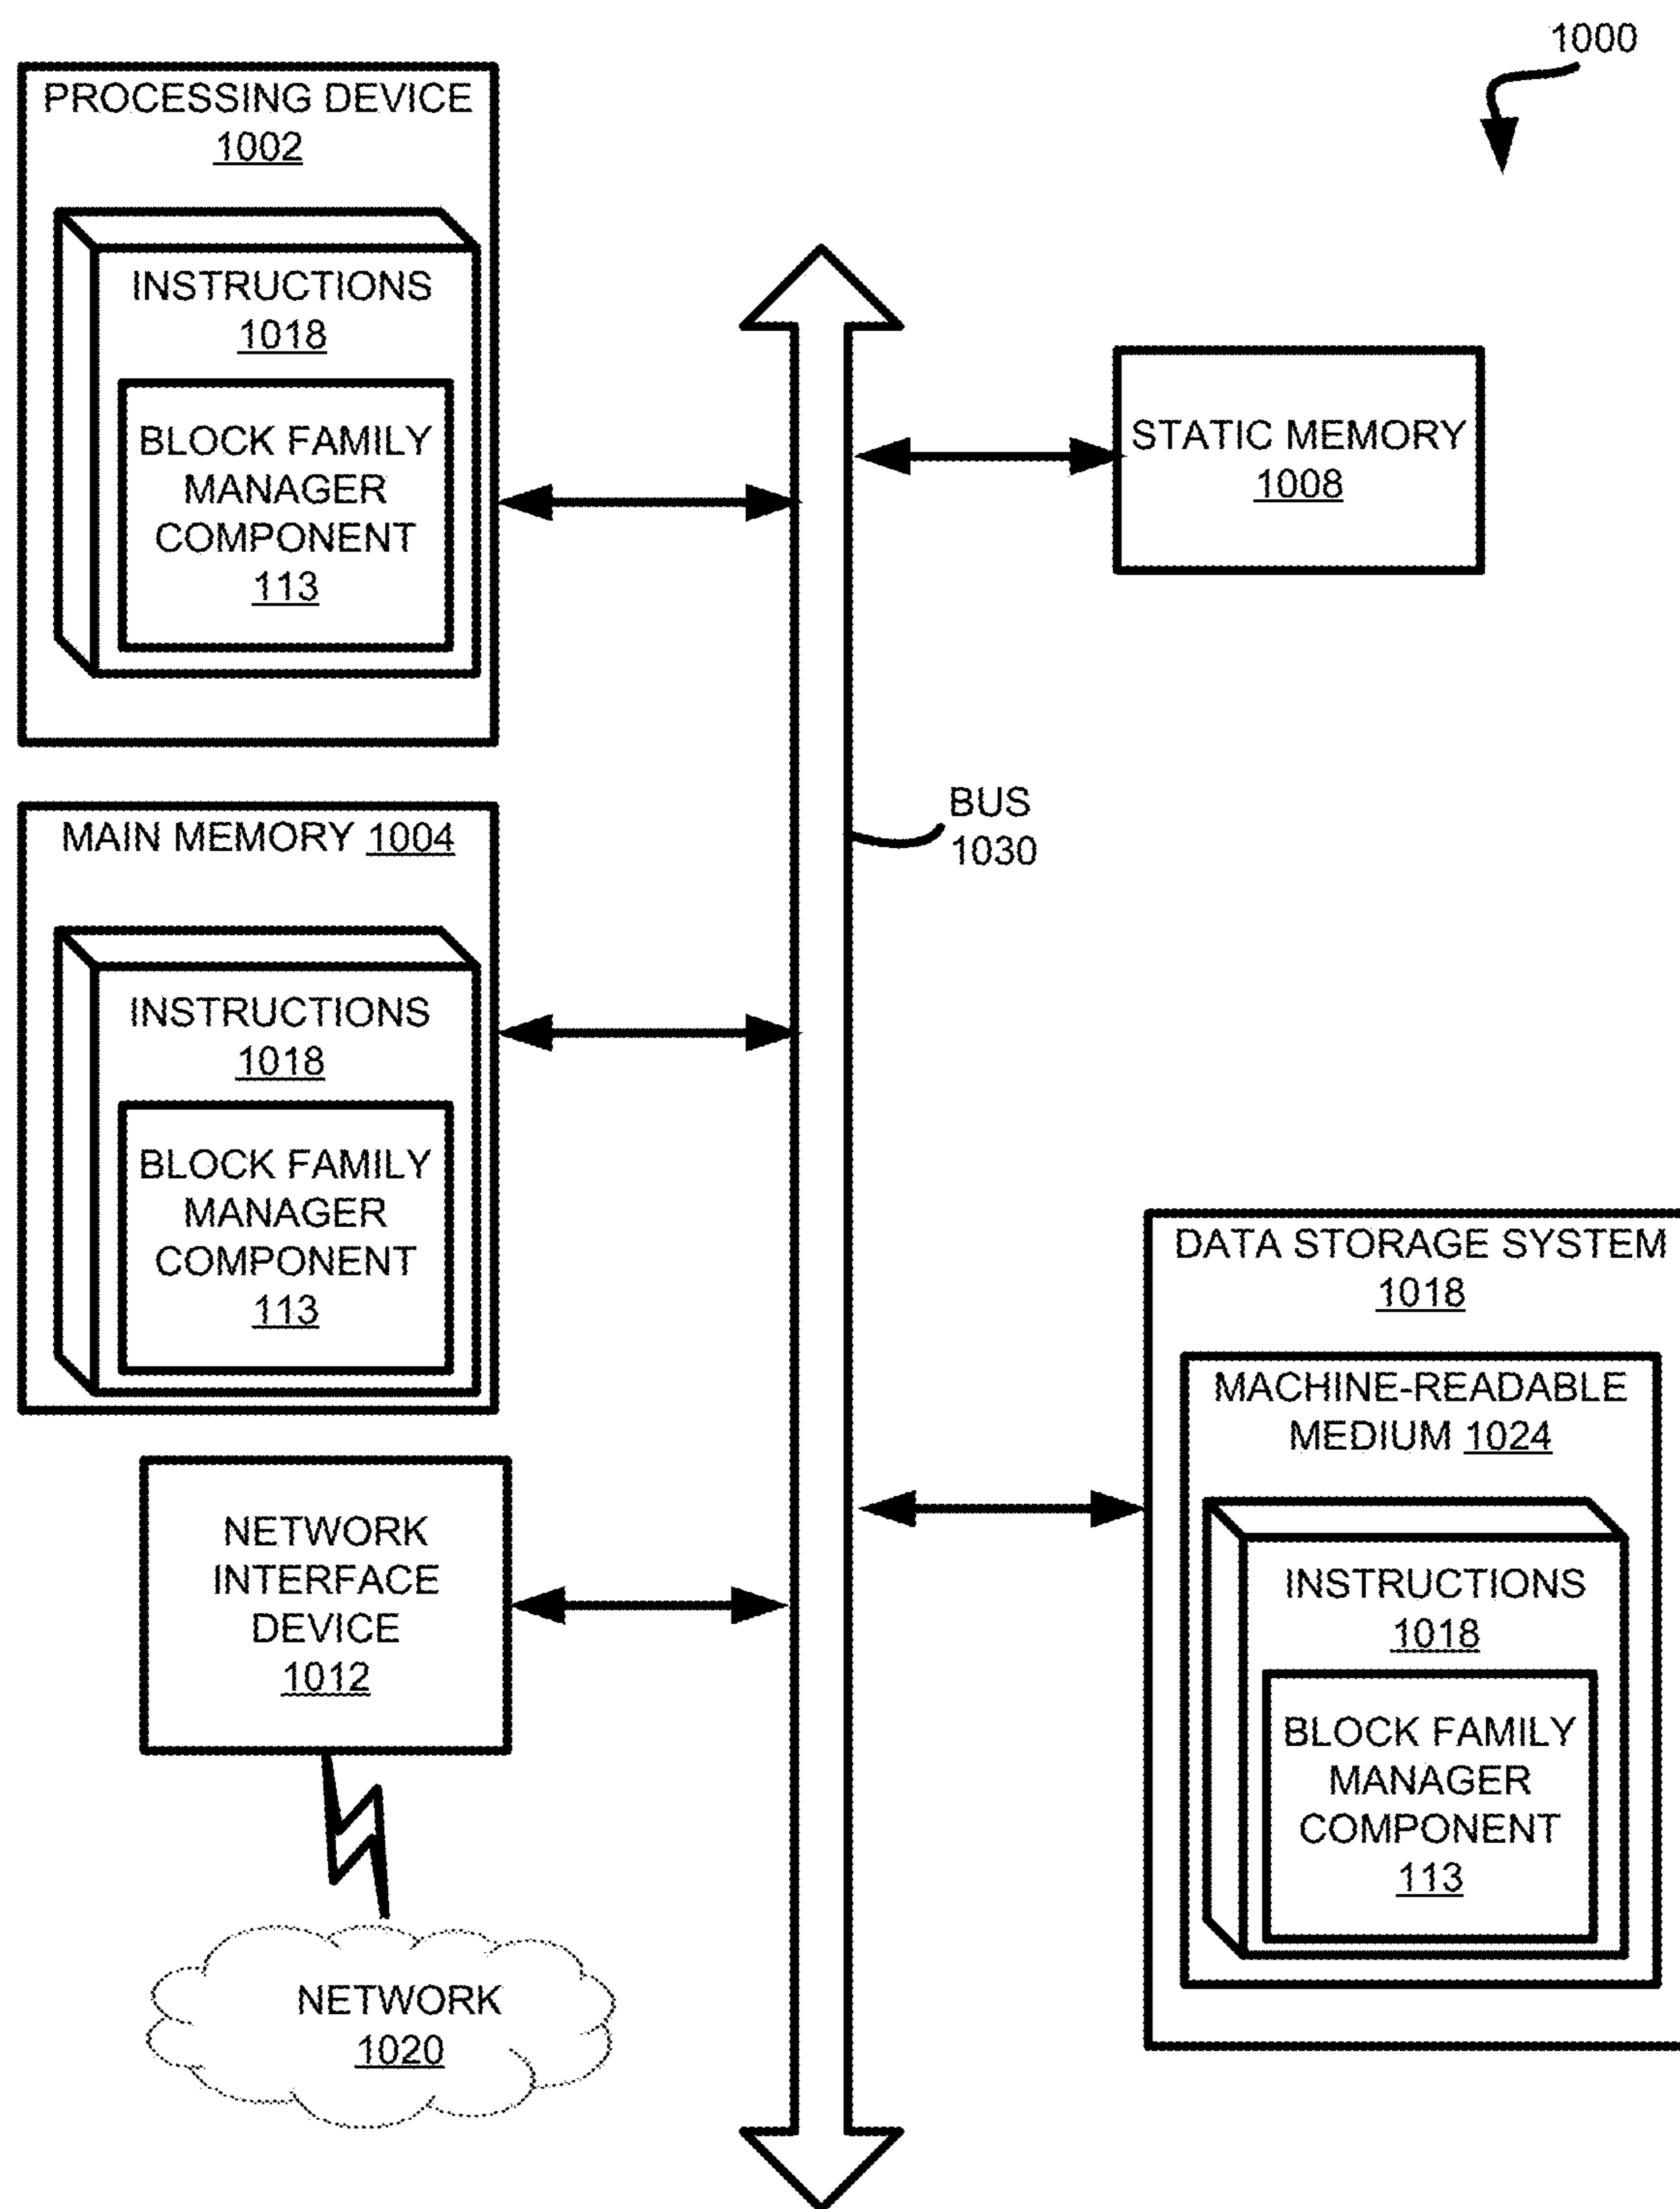 1000
PROCESSING DEVICE
1002
INSTRUCTIONS
1018
BLOCK FAMILY
MANAGER
COMPONENT
113
STATIC MEMORY
1008
BUS
1030
MAIN MEMORY 1004
INSTRUCTIONS
1018
BLOCK FAMILY
MANAGER
COMPONENT
113
DATA STORAGE SYSTEM
1018
MACHINE-READABLE
MEDIUM 1024
INSTRUCTIONS
1018
BLOCK FAMILY
MANAGER
COMPONENT
113
NETWORK
INTERFACE
DEVICE
1012
NETWORK
1020